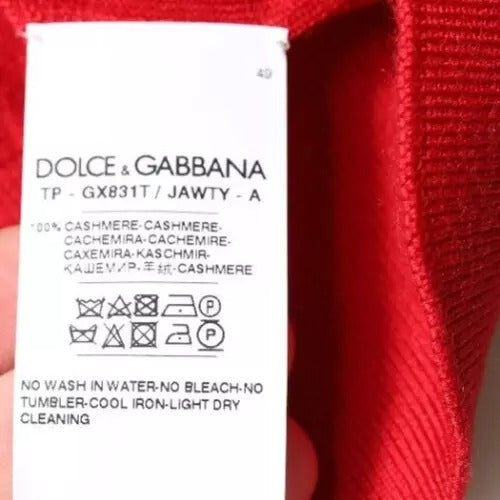 49
DOLCE & GABBANA
TP - GX831T / JAWTY - A
100% CASHMERE-CASHMERE-
CACHEMIRA-CACHEMIRE-
CAXEMIRA-KASCHMIR-
КАШЕМИР-羊绒-CASHMERE
P
P
NO WASH IN WATER-NO BLEACH-NO
TUMBLER-COOL IRON-LIGHT DRY
CLEANING